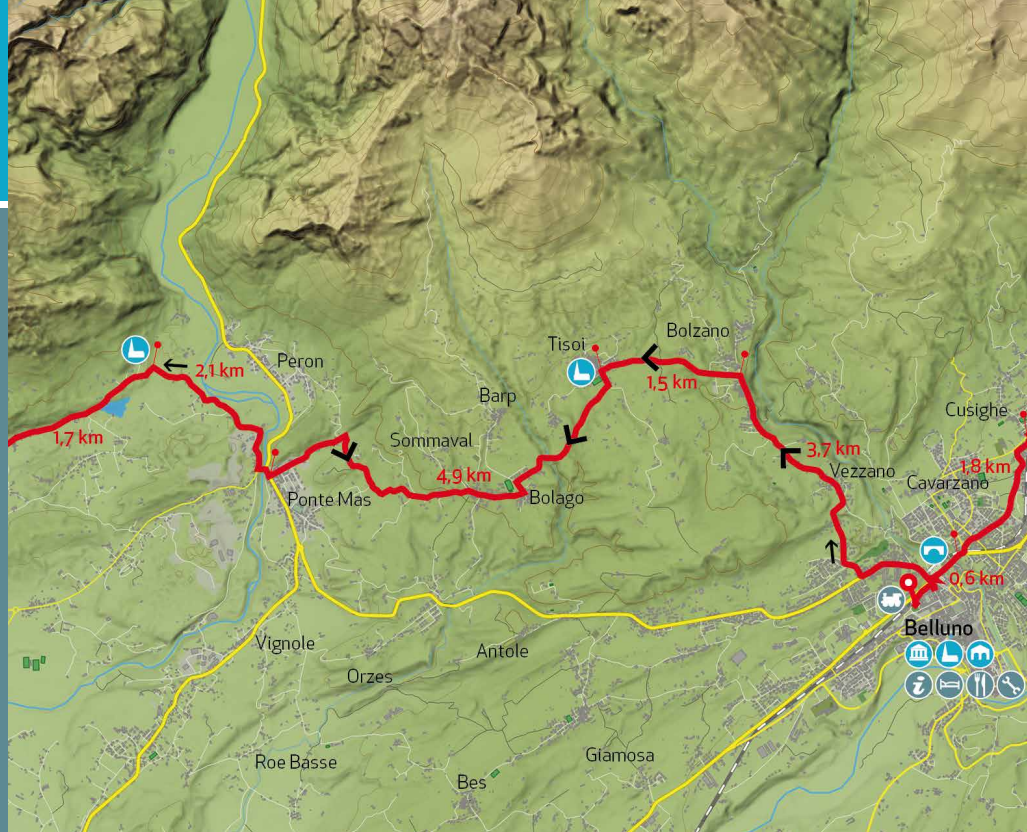 Bolzano
Tisoi
1,5 km
Peron
2,1 km
Barp
Cusighe
1,7 km
Sommaval
3,7 km
1,8 km
Vezzano
Cavarzano
4,9 km
Ponte Mas
Bolago
0,6 km
Belluno
Vignole
Antole
Orzes
Giamosa
Roe Basse
Bes
i